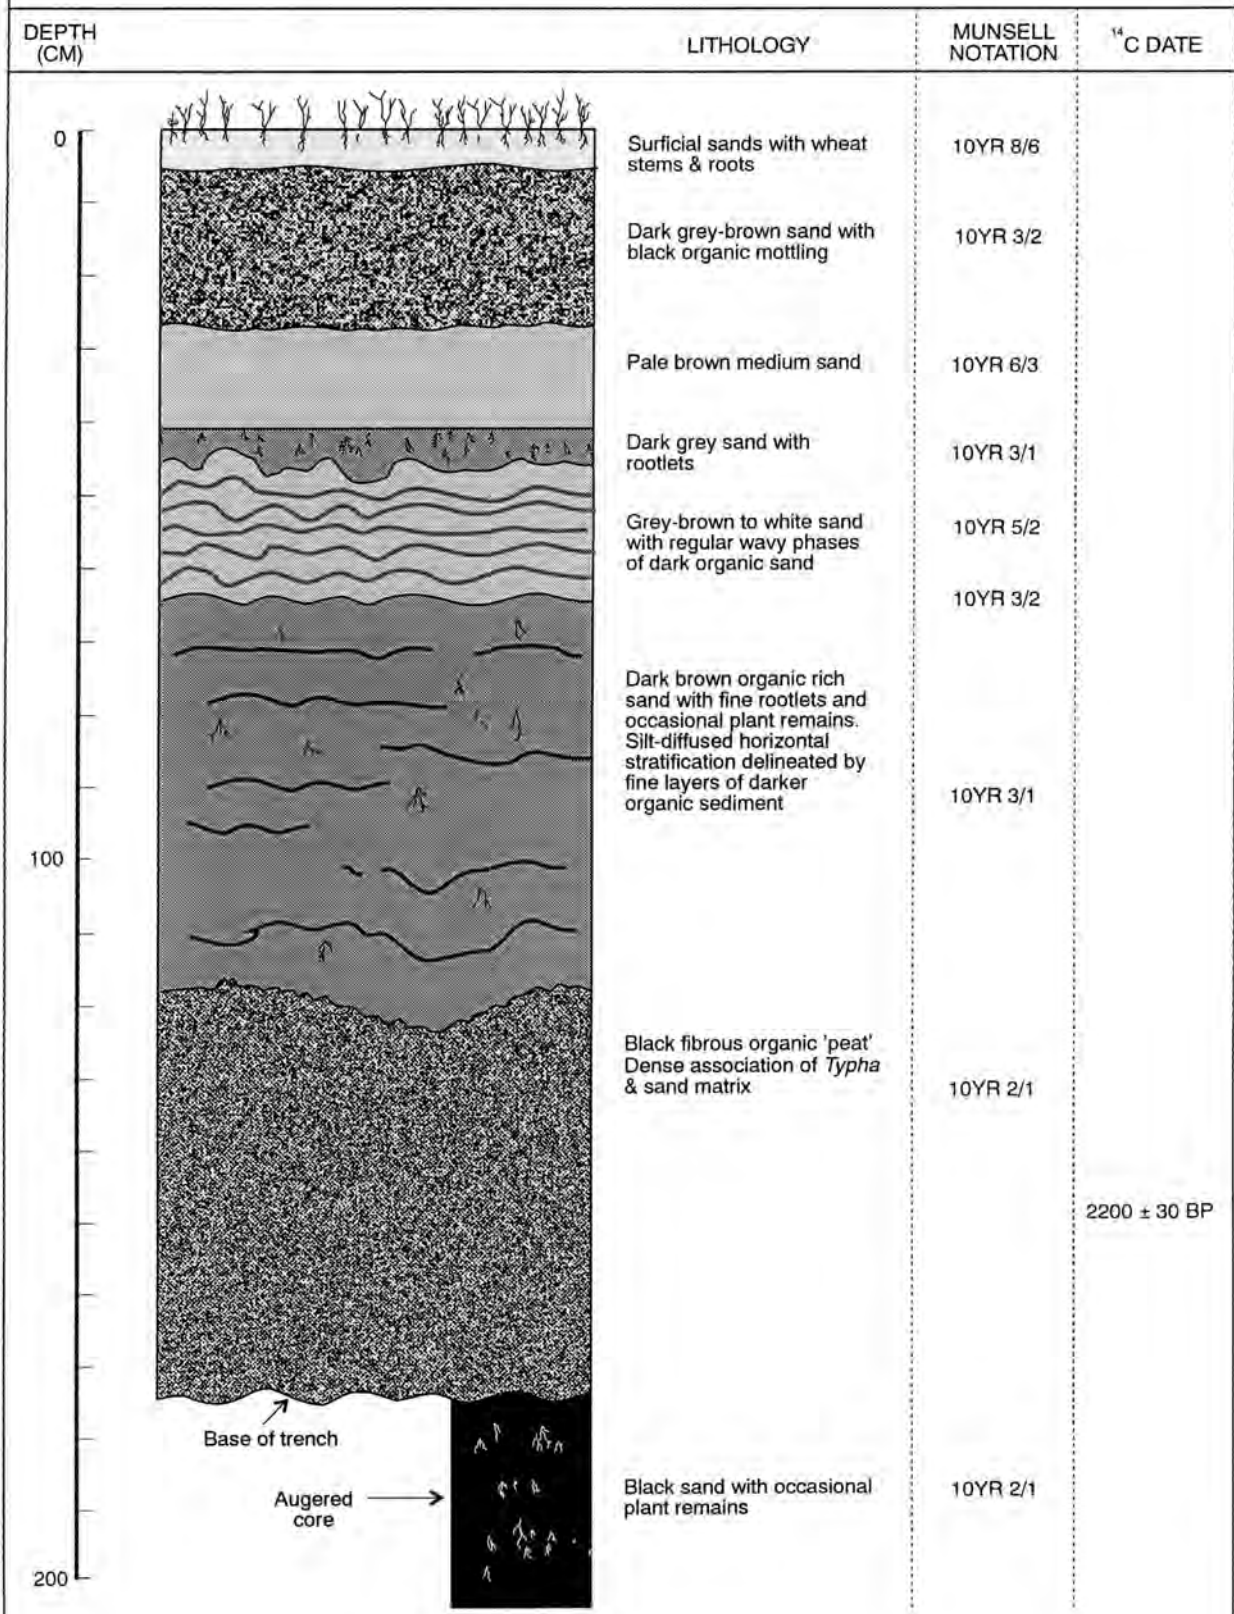 DEPTH
(CM)
LITHOLOGY
MUNSELL
NOTATION
¹⁴C DATE
0
Surficial sands with wheat
stems & roots
10YR 8/6
Dark grey-brown sand with
black organic mottling
10YR 3/2
Pale brown medium sand
10YR 6/3
Dark grey sand with
rootlets
10YR 3/1
Grey-brown to white sand
with regular wavy phases
of dark organic sand
10YR 5/2
10YR 3/2
Dark brown organic rich
sand with fine rootlets and
occasional plant remains.
Silt-diffused horizontal
stratification delineated by
fine layers of darker
organic sediment
10YR 3/1
100
Black fibrous organic 'peat'
Dense association of Typha
& sand matrix
10YR 2/1
2200 ± 30 BP
Base of trench
Augered
core
Black sand with occasional
plant remains
10YR 2/1
200